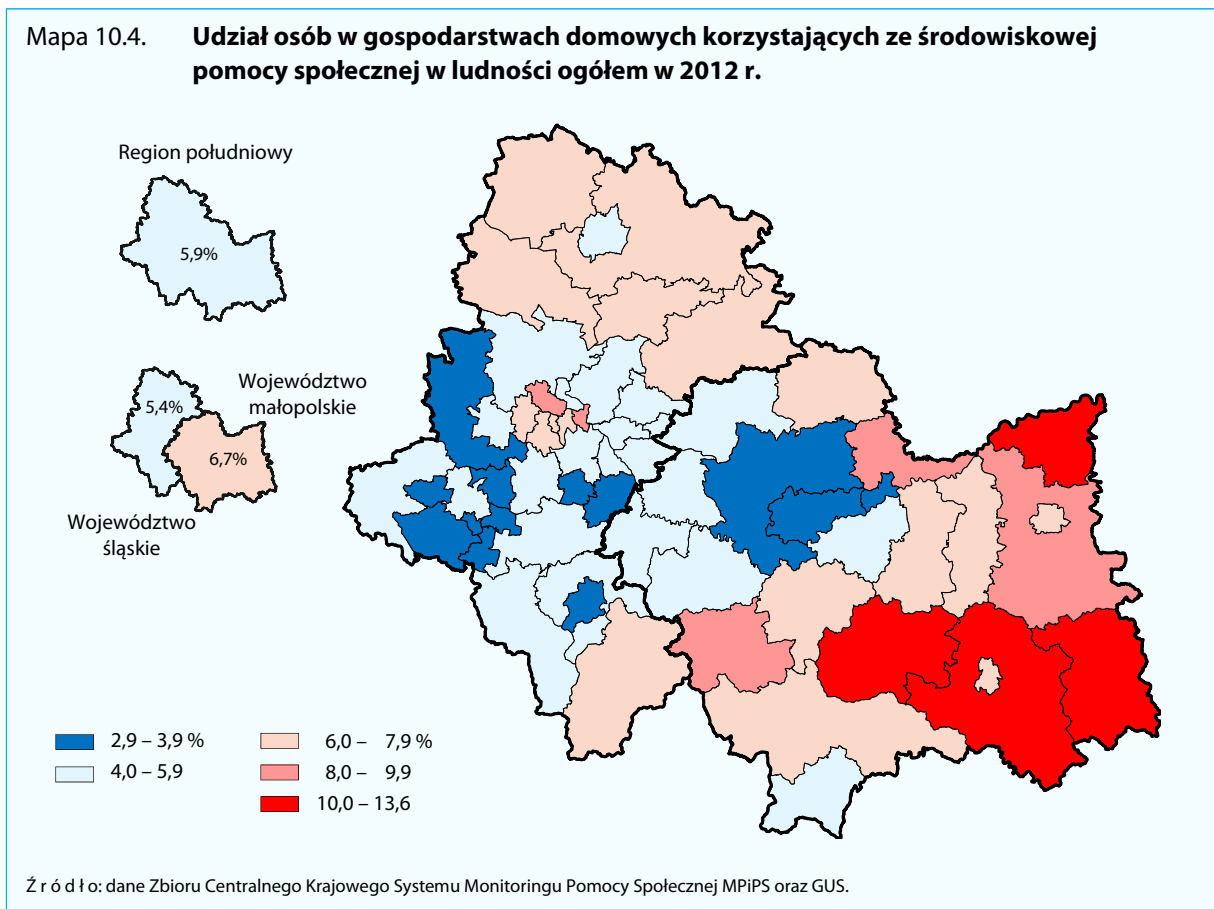 Mapa 10.4. Udział osób w gospodarstwach domowych korzystających ze środowiskowej
pomocy społecznej w ludności ogółem w 2012 r.
Region południowy
5,9%
Województwo
małopolskie
5,4%
6,7%
Województwo
śląskie
2,9 – 3,9 %
4,0 – 5,9
6,0 – 7,9 %
8,0 – 9,9
10,0 – 13,6
Ź r ó d ł o: dane Zbioru Centralnego Krajowego Systemu Monitoringu Pomocy Społecznej MPiPS oraz GUS.